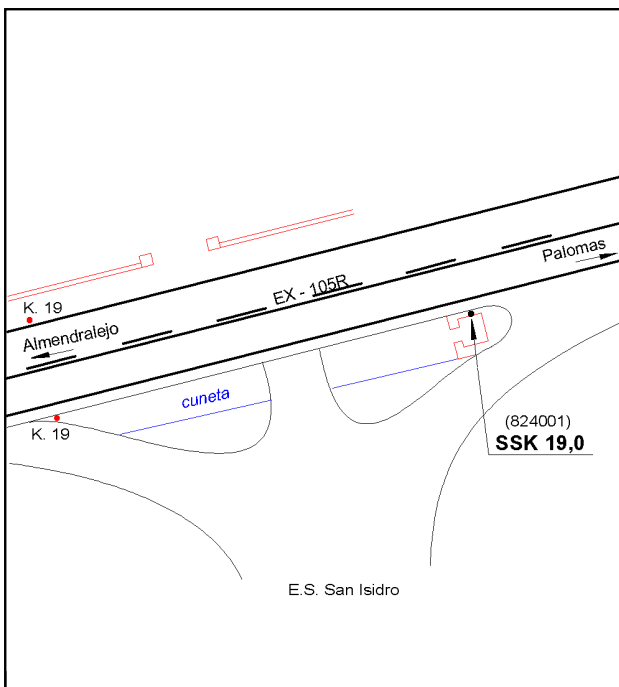 Palomas
EX - 105R
K. 19
Almendralejo
cuneta
K. 19
(824001)
SSK 19,0
E.S. San Isidro